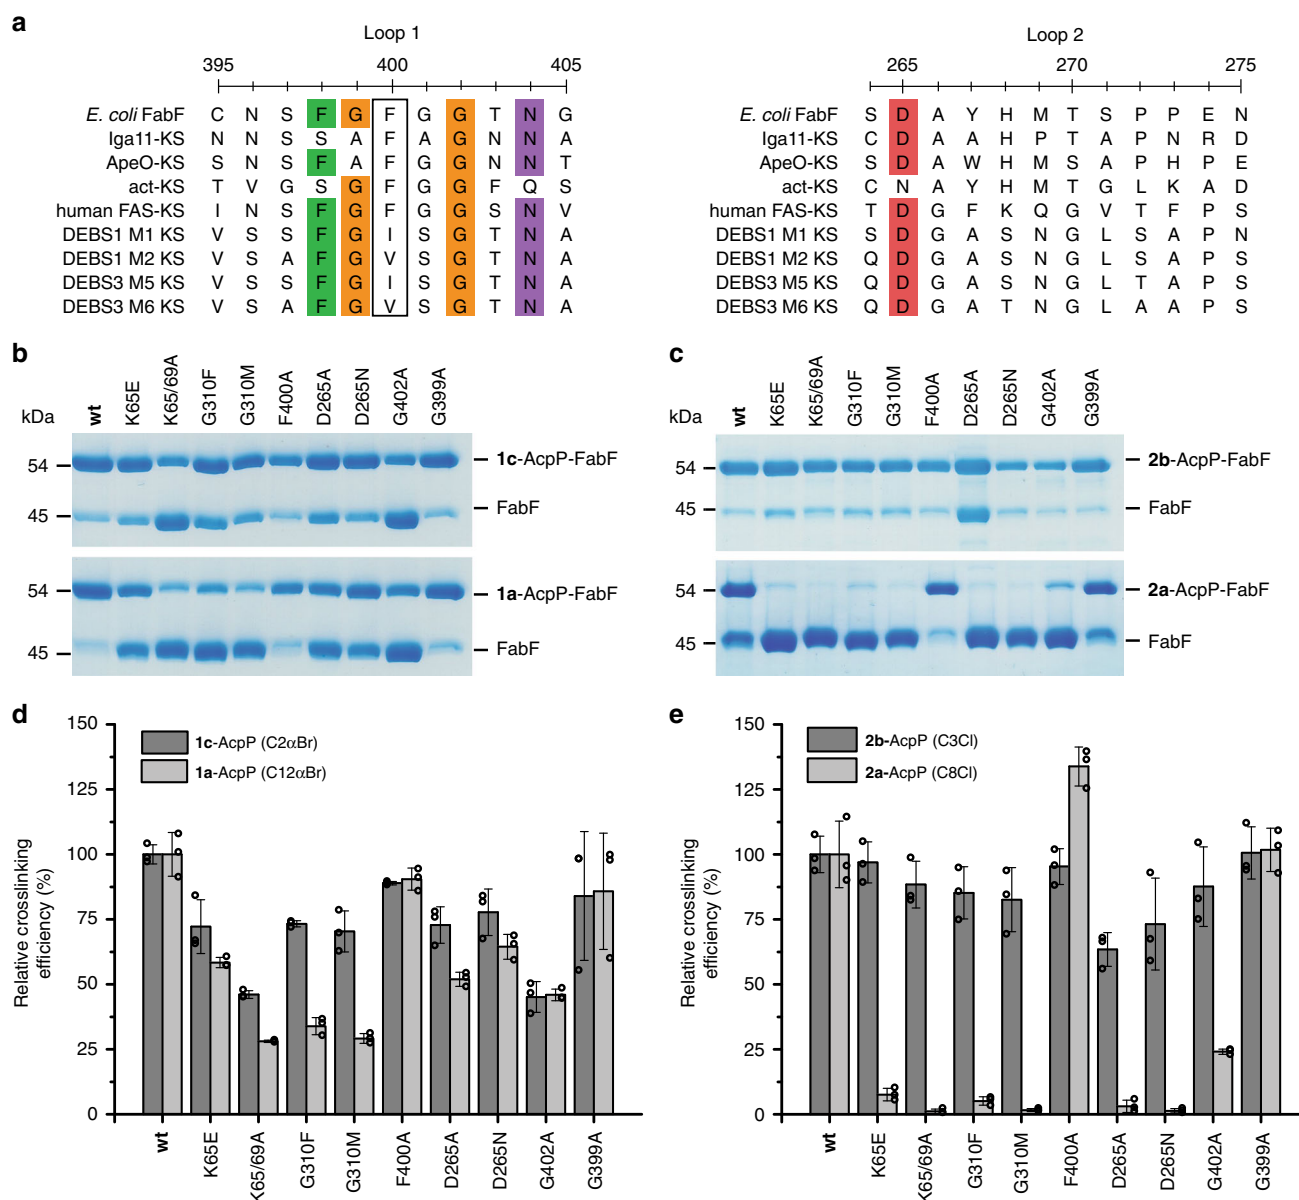 a
Loop 1
395 400 405
E. coli FabF C N S F G F G G T N G
Iga11-KS N N S S A F A G N N A
ApeO-KS S N S F A F G G N N T
act-KS T V G S G F G G F Q S
human FAS-KS I N S F G F G G S N V
DEBS1 M1 KS V S S F G I S G T N A
DEBS1 M2 KS V S A F G V S G T N A
DEBS3 M5 KS V S A F G I S G T N A
DEBS3 M6 KS V S A F G V S G T N A
Loop 2
265 270 275
E. coli FabF S D A Y H M T S P P E N
Iga11-KS C D A A H P T A P N R D
ApeO-KS S D A W H M S A P H P E
act-KS C N A Y H M T G L K A D
human FAS-KS T D G F K Q G V T F P S
DEBS1 M1 KS S D G A S N G L S A P N
DEBS1 M2 KS Q D G A S N G L S A P S
DEBS3 M5 KS Q D G A S N G L T A P S
DEBS3 M6 KS Q D G A T N G L A A P S
b
kDa
wt K65E K65/69A G310F G310M F400A D265A D265N G402A G399A
54
1c-AcpP-FabF
45
FabF
54
1a-AcpP-FabF
45
FabF
c
kDa
wt K65E K65/69A G310F G310M F400A D265A D265N G402A G399A
54
2b-AcpP-FabF
45
FabF
54
2a-AcpP-FabF
45
FabF
d
Relative crosslinking
efficiency (%)
150
125
100
75
50
25
0
1c-AcpP (C2αBr)
1a-AcpP (C12αBr)
wt K65E K65/69A G310F G310M F400A D265A D265N G402A G399A
e
Relative crosslinking
efficiency (%)
150
125
100
75
50
25
0
2b-AcpP (C3Cl)
2a-AcpP (C8Cl)
wt K65E K65/69A G310F G310M F400A D265A D265N G402A G399A